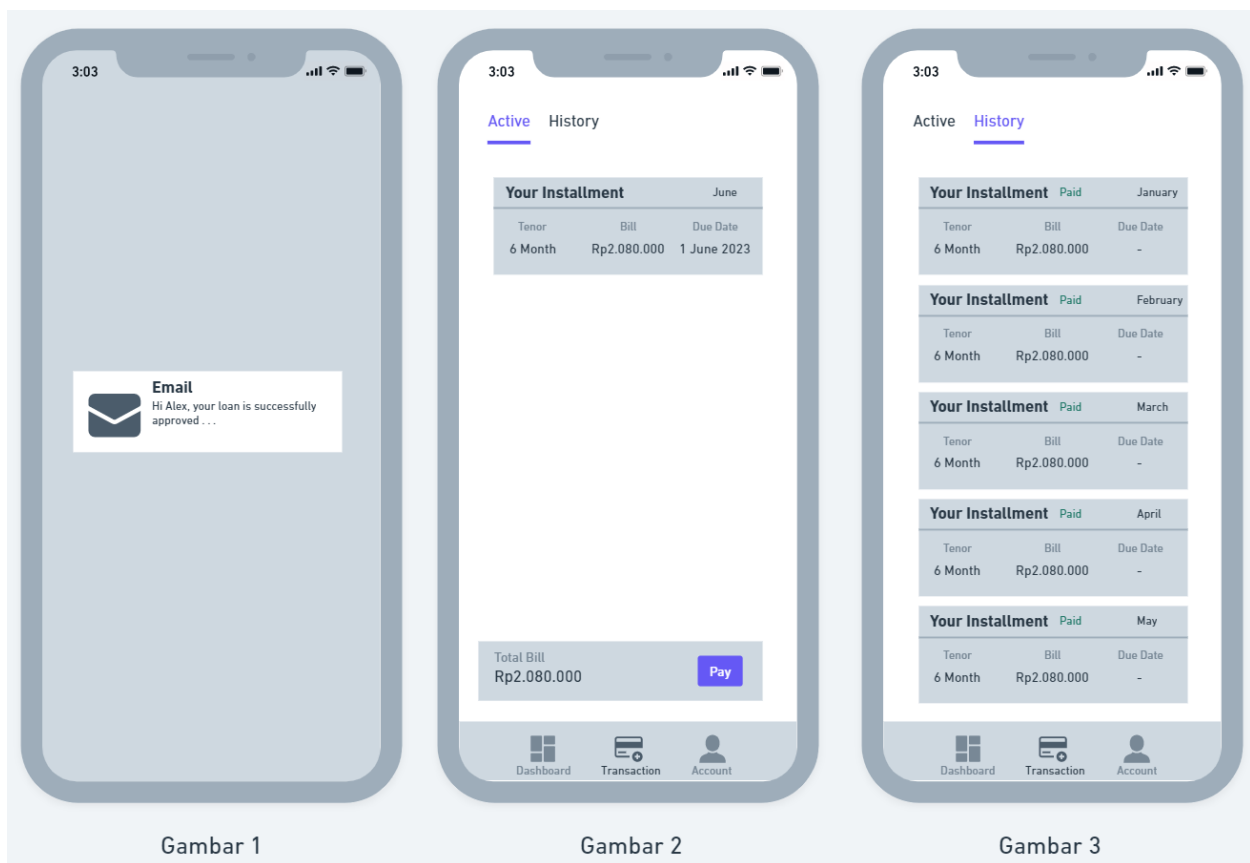 3:03
Email
Hi Alex, your loan is successfully
approved . . .
Gambar 1
3:03
Active History
Your Installment June
Tenor Bill Due Date
6 Month Rp2.080.000 1 June 2023
Total Bill
Rp2.080.000
Pay
Dashboard Transaction Account
Gambar 2
3:03
Active History
Your Installment Paid January
Tenor Bill Due Date
6 Month Rp2.080.000 -
Your Installment Paid February
Tenor Bill Due Date
6 Month Rp2.080.000 -
Your Installment Paid March
Tenor Bill Due Date
6 Month Rp2.080.000 -
Your Installment Paid April
Tenor Bill Due Date
6 Month Rp2.080.000 -
Your Installment Paid May
Tenor Bill Due Date
6 Month Rp2.080.000 -
Dashboard Transaction Account
Gambar 3